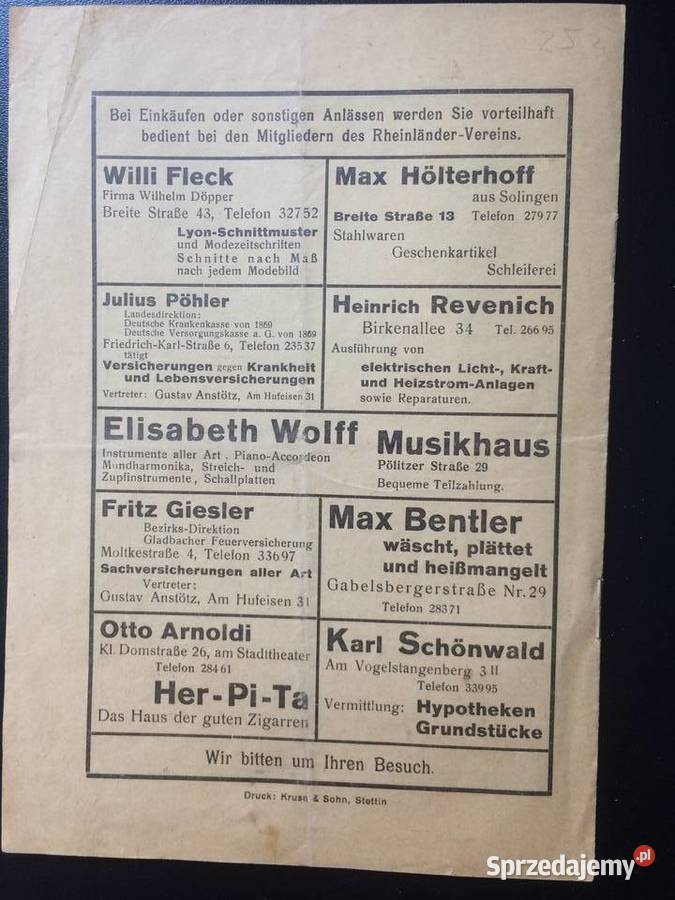 Bei Einkäufen oder sonstigen Anlässen werden Sie vorteilhaft
bedient bei den Mitgliedern des Rheinländer-Vereins.
Willi Fleck
Firma Wilhelm Döpper
Breite Straße 43, Telefon 32752
Lyon-Schnittmuster
und Modezeitschriften
Schnitte nach Maß
nach jedem Modebild
Max Hölterhoff
aus Solingen
Breite Straße 13 Telefon 27977
Stahlwaren
Geschenkartikel
Schleiferei
Julius Pöhler
Landesdirektion:
Deutsche Krankenkasse von 1869
Deutsche Versorgungskasse a. G. von 1869
Friedrich-Karl-Straße 6, Telefon 23537
tätigt
Versicherungen gegen Krankheit
und Lebensversicherungen
Vertreter: Gustav Anstötz, Am Hufeisen 31
Heinrich Revenich
Birkenallee 34 Tel. 26695
Ausführung von
elektrischen Licht-, Kraft-
und Heizstrom-Anlagen
sowie Reparaturen.
Elisabeth Wolff
Instrumente aller Art . Piano-Accordeon
Mundharmonika, Streich- und
Zupfinstrumente, Schallplatten
Musikhaus
Pölitzer Straße 29
Bequeme Teilzahlung.
Fritz Giesler
Bezirks-Direktion
Gladbacher Feuerversicherung
Moltkestraße 4, Telefon 33697
Sachversicherungen aller Art
Vertreter:
Gustav Anstötz, Am Hufeisen 31
Max Bentler
wäscht, plättet
und heißmangelt
Gabelsbergerstraße Nr. 29
Telefon 28371
Otto Arnoldi
Kl. Domstraße 26, am Stadttheater
Telefon 28461
Her-Pi-Ta
Das Haus der guten Zigarren
Karl Schönwald
Am Vogelstangenberg 3 II
Telefon 33995
Vermittlung: Hypotheken
Grundstücke
Wir bitten um Ihren Besuch.
Druck: Kruse & Sohn, Stettin
Sprzedajemy.pl